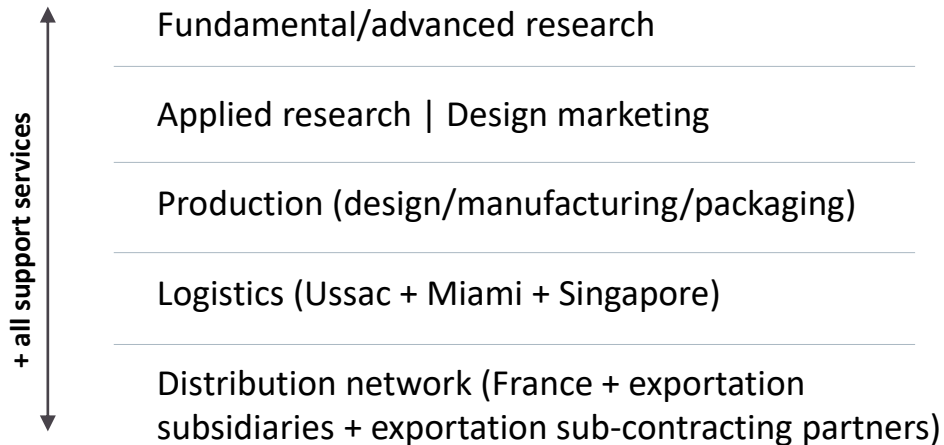 Fundamental/advanced research
Applied research | Design marketing
Production (design/manufacturing/packaging)
Logistics (Ussac + Miami + Singapore)
Distribution network (France + exportation
subsidiaries + exportation sub-contracting partners)
+ all support services